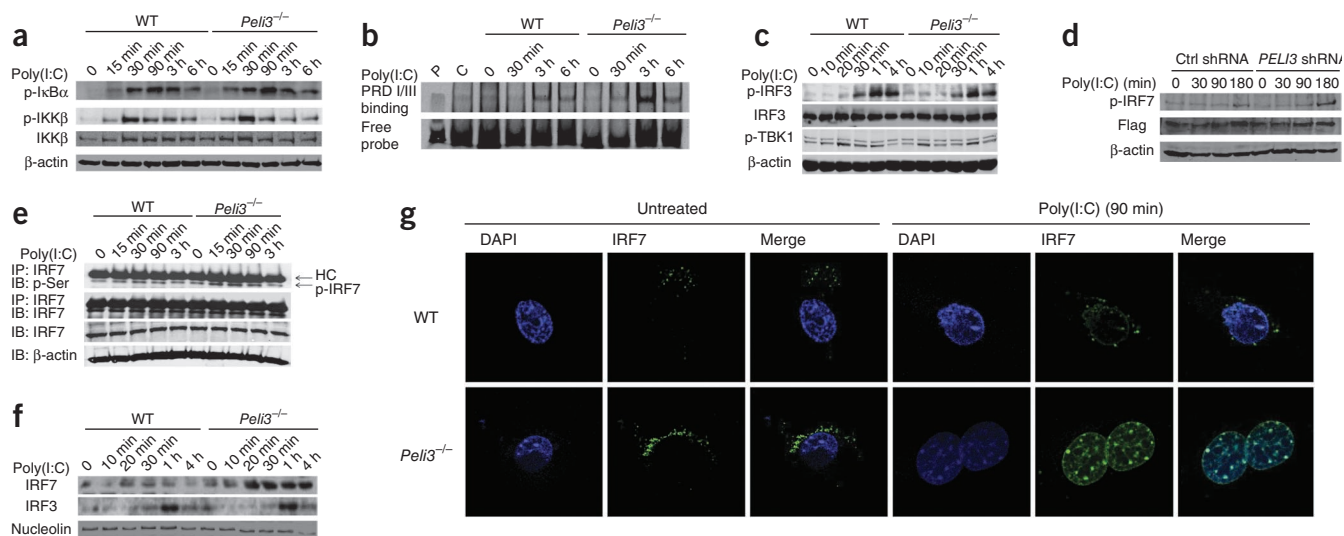 a
WT
Peli3–/–
Poly(I:C)
0
15 min
30 min
90 min
3 h
6 h
0
15 min
30 min
90 min
3 h
6 h
p-IκBα
p-IKKβ
IKKβ
β-actin
b
WT
Peli3–/–
Poly(I:C)
P
C
0
30 min
3 h
6 h
0
30 min
3 h
6 h
PRD I/III
binding
Free
probe
c
WT
Peli3–/–
Poly(I:C)
0
10 min
20 min
30 min
1 h
4 h
0
10 min
20 min
30 min
1 h
4 h
p-IRF3
IRF3
p-TBK1
β-actin
d
Ctrl shRNA
PELI3 shRNA
Poly(I:C) (min)
0 30 90 180 0 30 90 180
p-IRF7
Flag
β-actin
e
WT
Peli3–/–
Poly(I:C)
0
15 min
30 min
90 min
3 h
0
15 min
30 min
90 min
3 h
IP: IRF7
IB: p-Ser
HC
p-IRF7
IP: IRF7
IB: IRF7
IB: IRF7
IB: β-actin
f
WT
Peli3–/–
Poly(I:C)
0
10 min
20 min
30 min
1 h
4 h
0
10 min
20 min
30 min
1 h
4 h
IRF7
IRF3
Nucleolin
g
Untreated
Poly(I:C) (90 min)
DAPI IRF7 Merge DAPI IRF7 Merge
WT
Peli3–/–